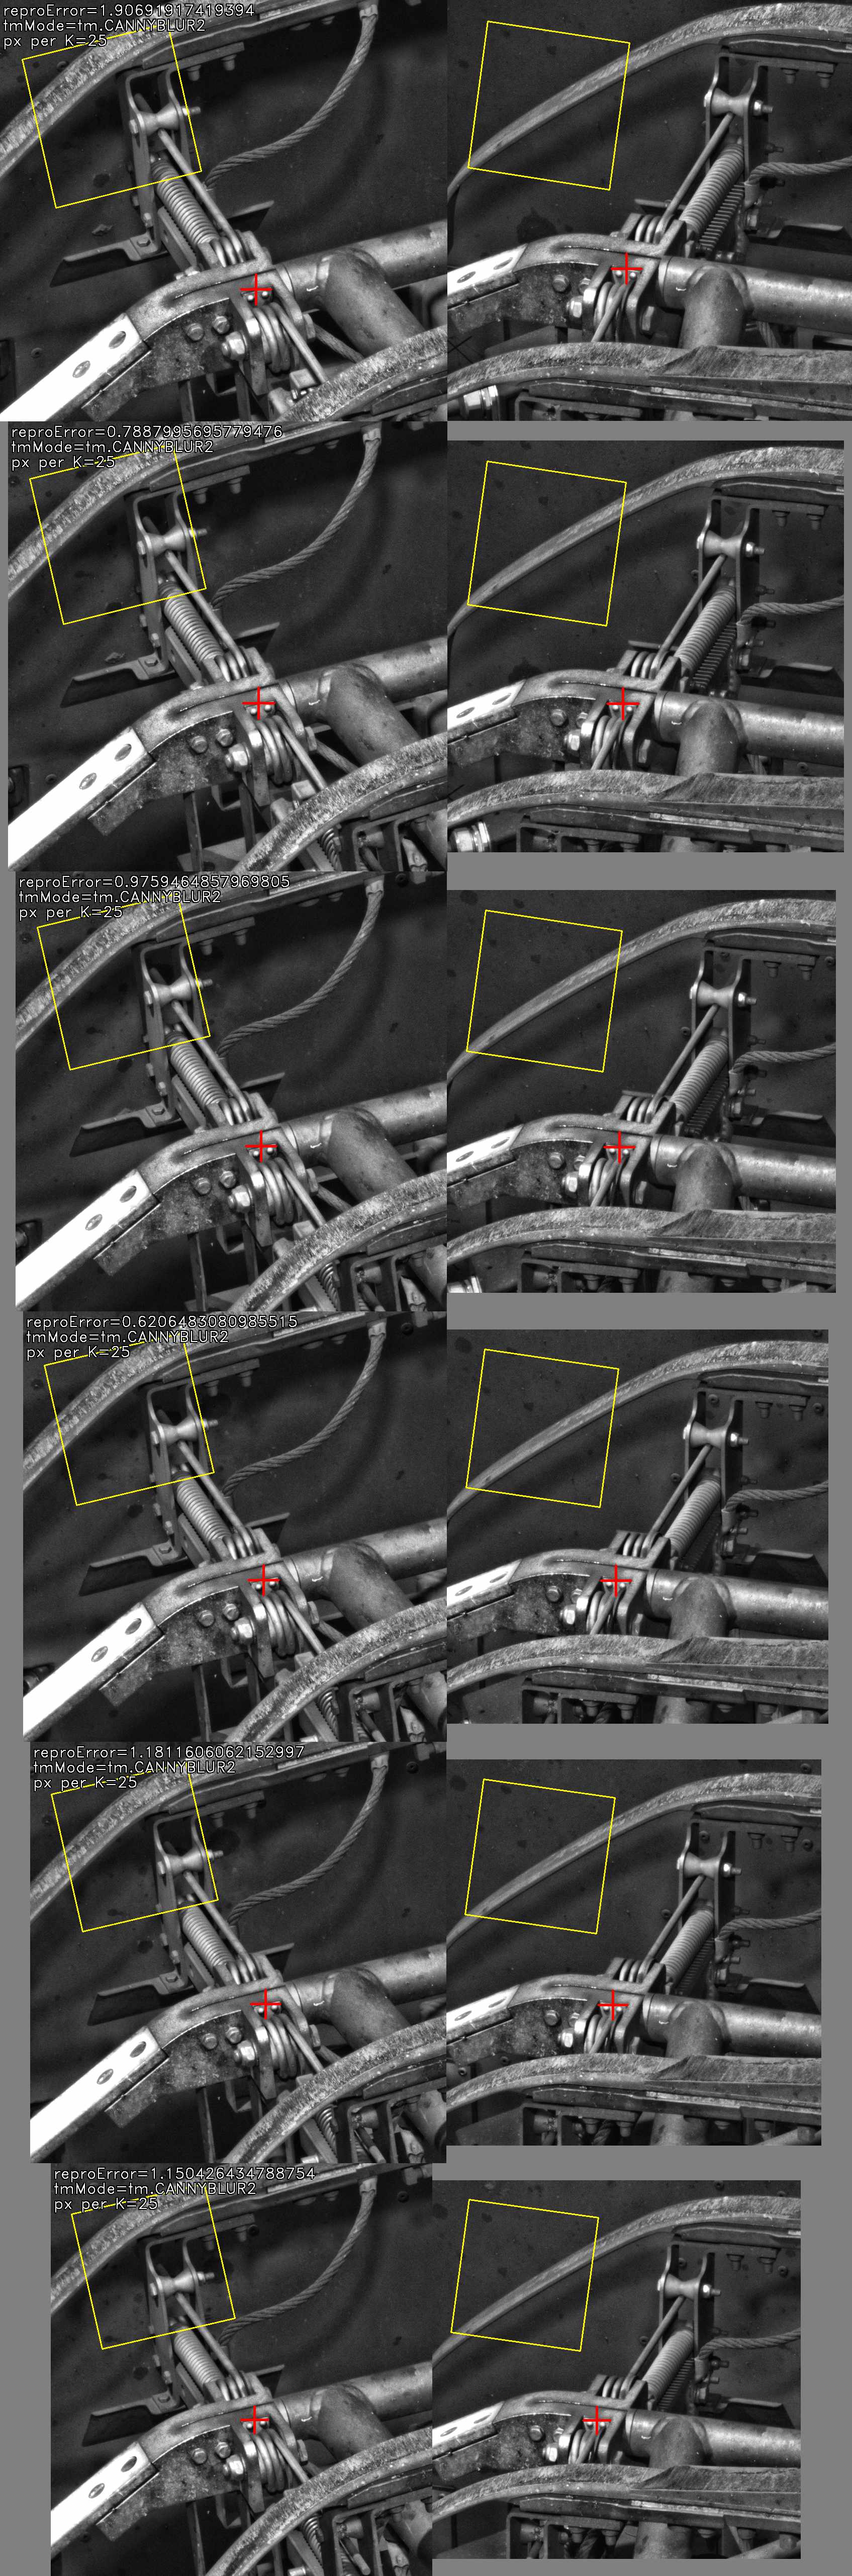 reproError=1.90691917419394
tmMode=tm.CANNYBLUR2
px per K=25
reproError=0.7887995695779476
tmMode=tm.CANNYBLUR2
px per K=25
reproError=0.9759464857969805
tmMode=tm.CANNYBLUR2
px per K=25
reproError=0.6206483080985515
tmMode=tm.CANNYBLUR2
px per K=25
reproError=1.1811606062152997
tmMode=tm.CANNYBLUR2
px per K=25
reproError=1.150426434788754
tmMode=tm.CANNYBLUR2
px per K=25